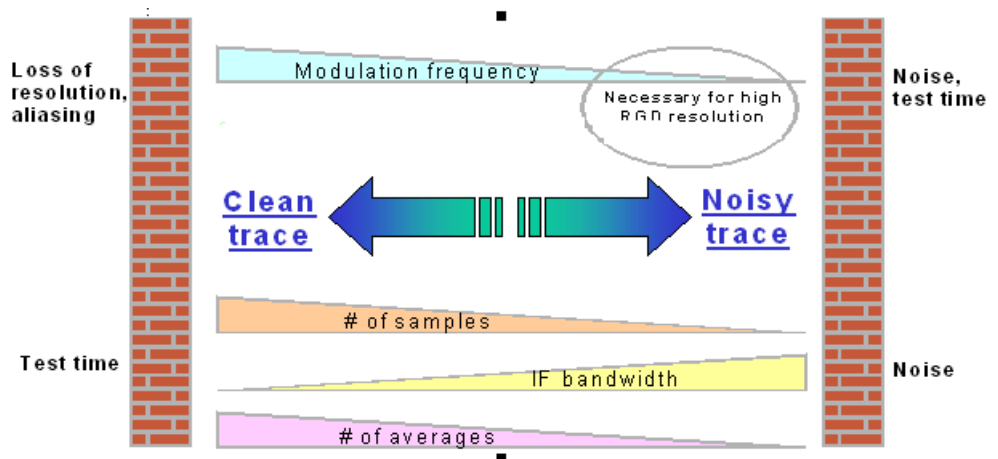 Loss of
resolution,
aliasing
Modulation frequency
Necessary for high
RGD resolution
Noise,
test time
Clean
trace
Noisy
trace
# of samples
Test time
IF bandwidth
Noise
# of averages